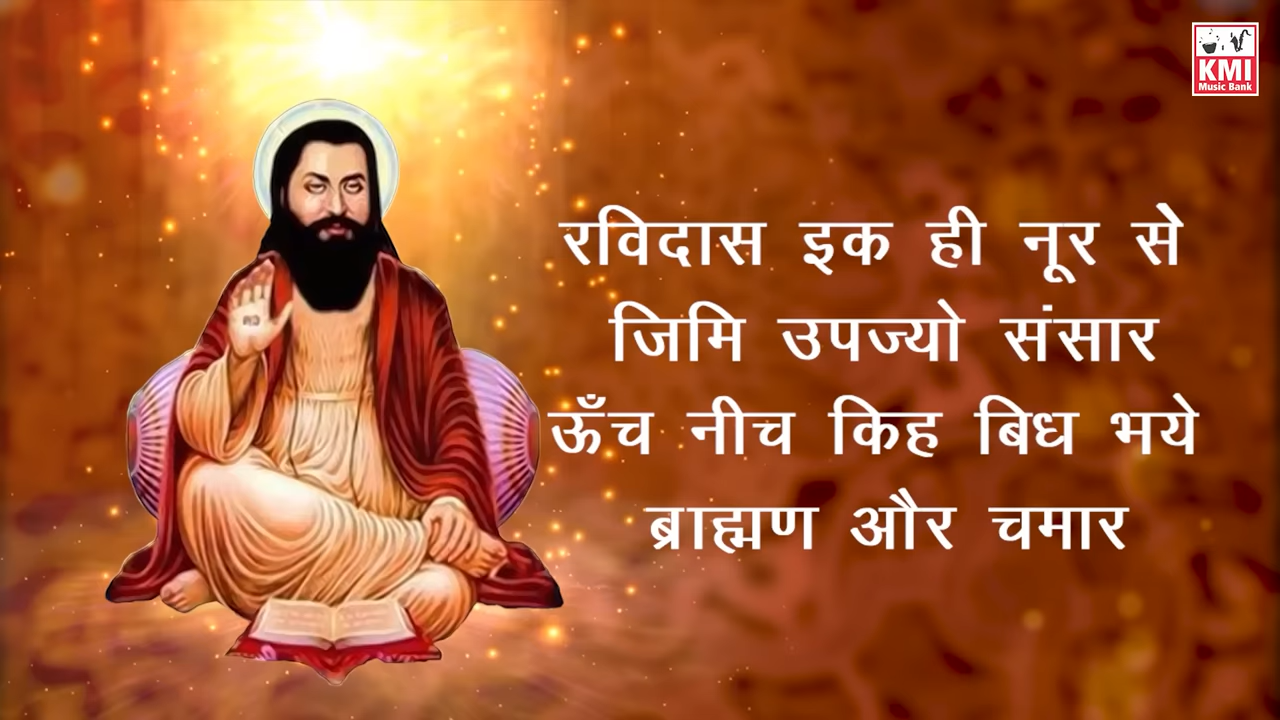 KMI
Music Bank
रविदास इक ही नूर से
जिमि उपज्यो संसार
ऊँच नीच किह बिध भये
ब्राह्मण और चमार